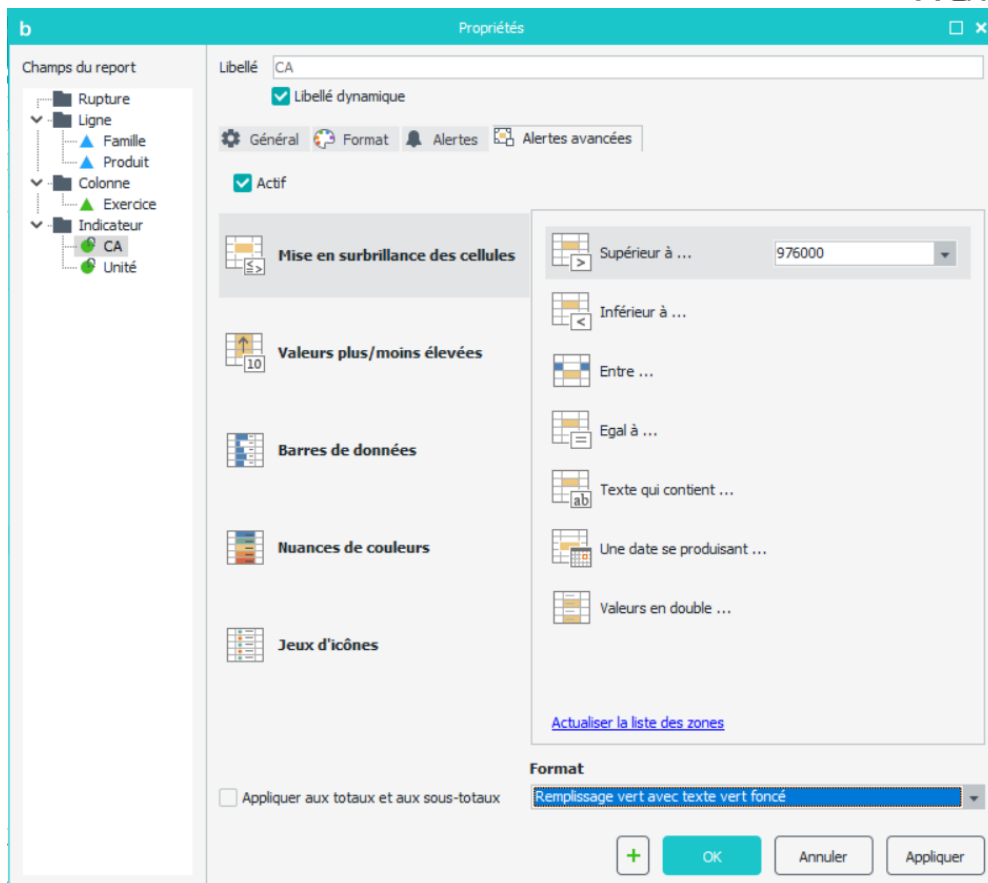 b
Propriétés
Champs du report
Rupture
Ligne
Famille
Produit
Colonne
Exercice
Indicateur
CA
Unité
Libellé CA
Libellé dynamique
Général Format Alertes Alertes avancées
Actif
Mise en surbrillance des cellules
Valeurs plus/moins élevées
10
Barres de données
Nuances de couleurs
Jeux d'icônes
Supérieur à ... 976000
Inférieur à ...
Entre ...
Egal à ...
ab Texte qui contient ...
Une date se produisant ...
Valeurs en double ...
Actualiser la liste des zones
Format
Appliquer aux totaux et aux sous-totaux
Remplissage vert avec texte vert foncé
+ OK Annuler Appliquer